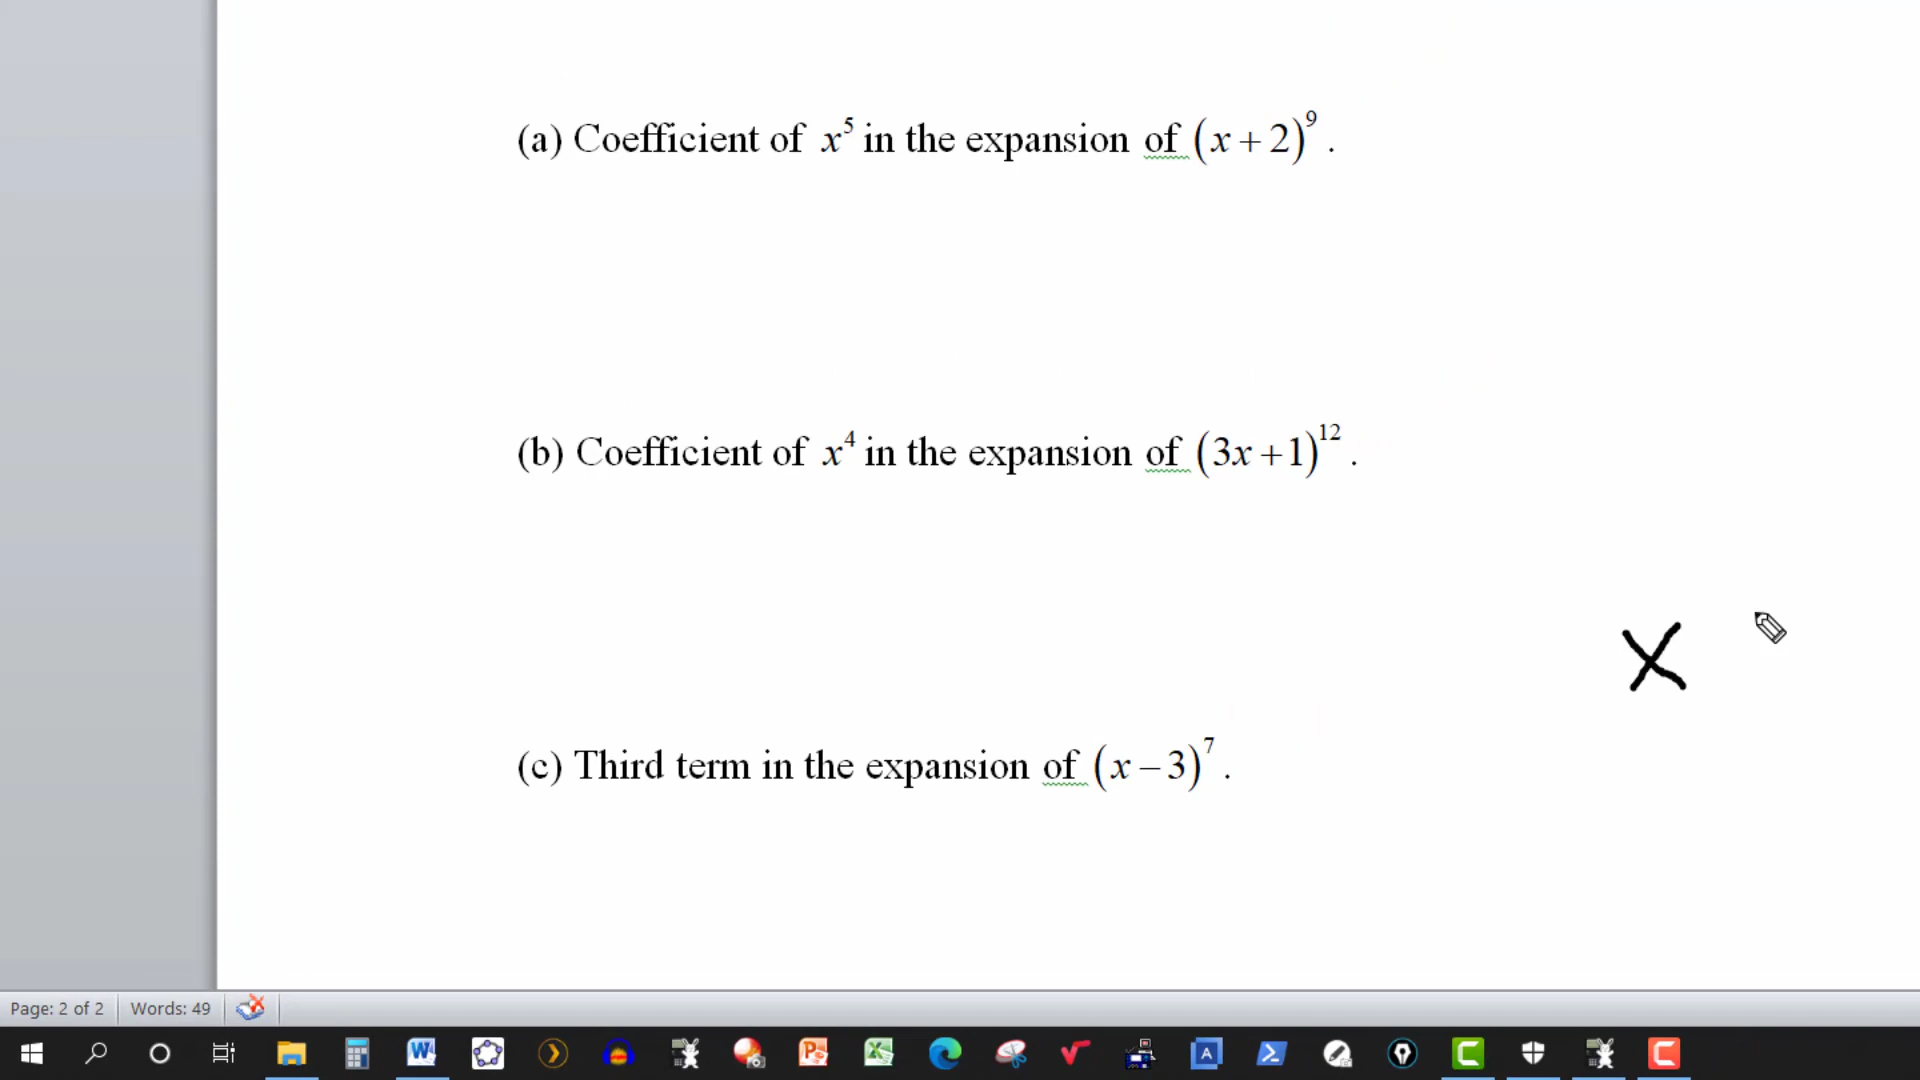 (a) Coefficient of x⁵ in the expansion of (x + 2)⁹.
(b) Coefficient of x⁴ in the expansion of (3x + 1)¹².
x
(c) Third term in the expansion of (x − 3)⁷.
Page: 2 of 2 Words: 49